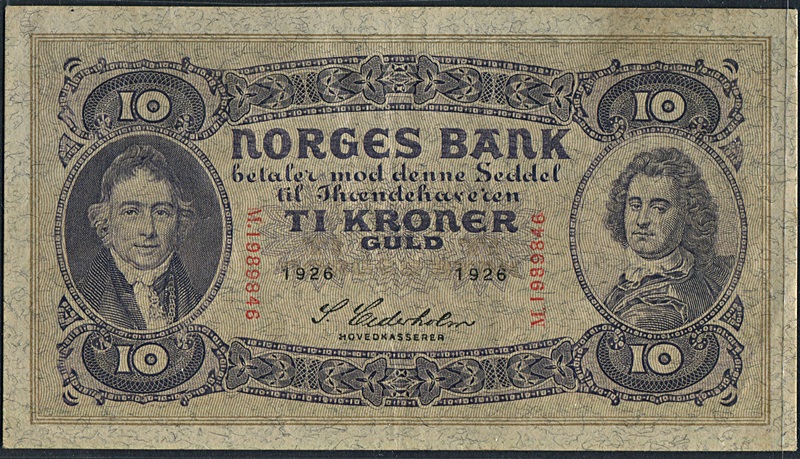 10 10
NORGES BANK
betaler mod denne Seddel
til Ihændehaveren
TI KRONER
GULD
M.1989846
M.1989846
1926 1926
S Cederholm
HOVEDKASSERER
10 10